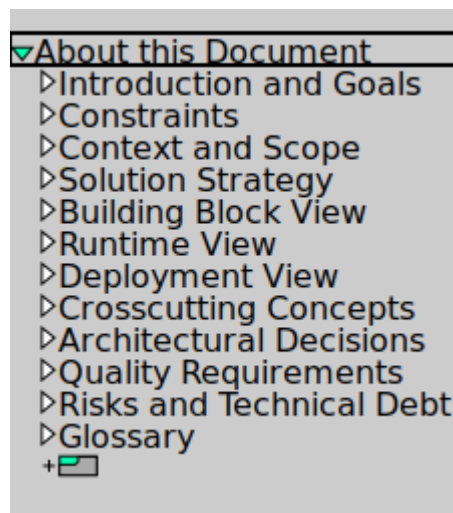 About this Document
Introduction and Goals
Constraints
Context and Scope
Solution Strategy
Building Block View
Runtime View
Deployment View
Crosscutting Concepts
Architectural Decisions
Quality Requirements
Risks and Technical Debt
Glossary
+